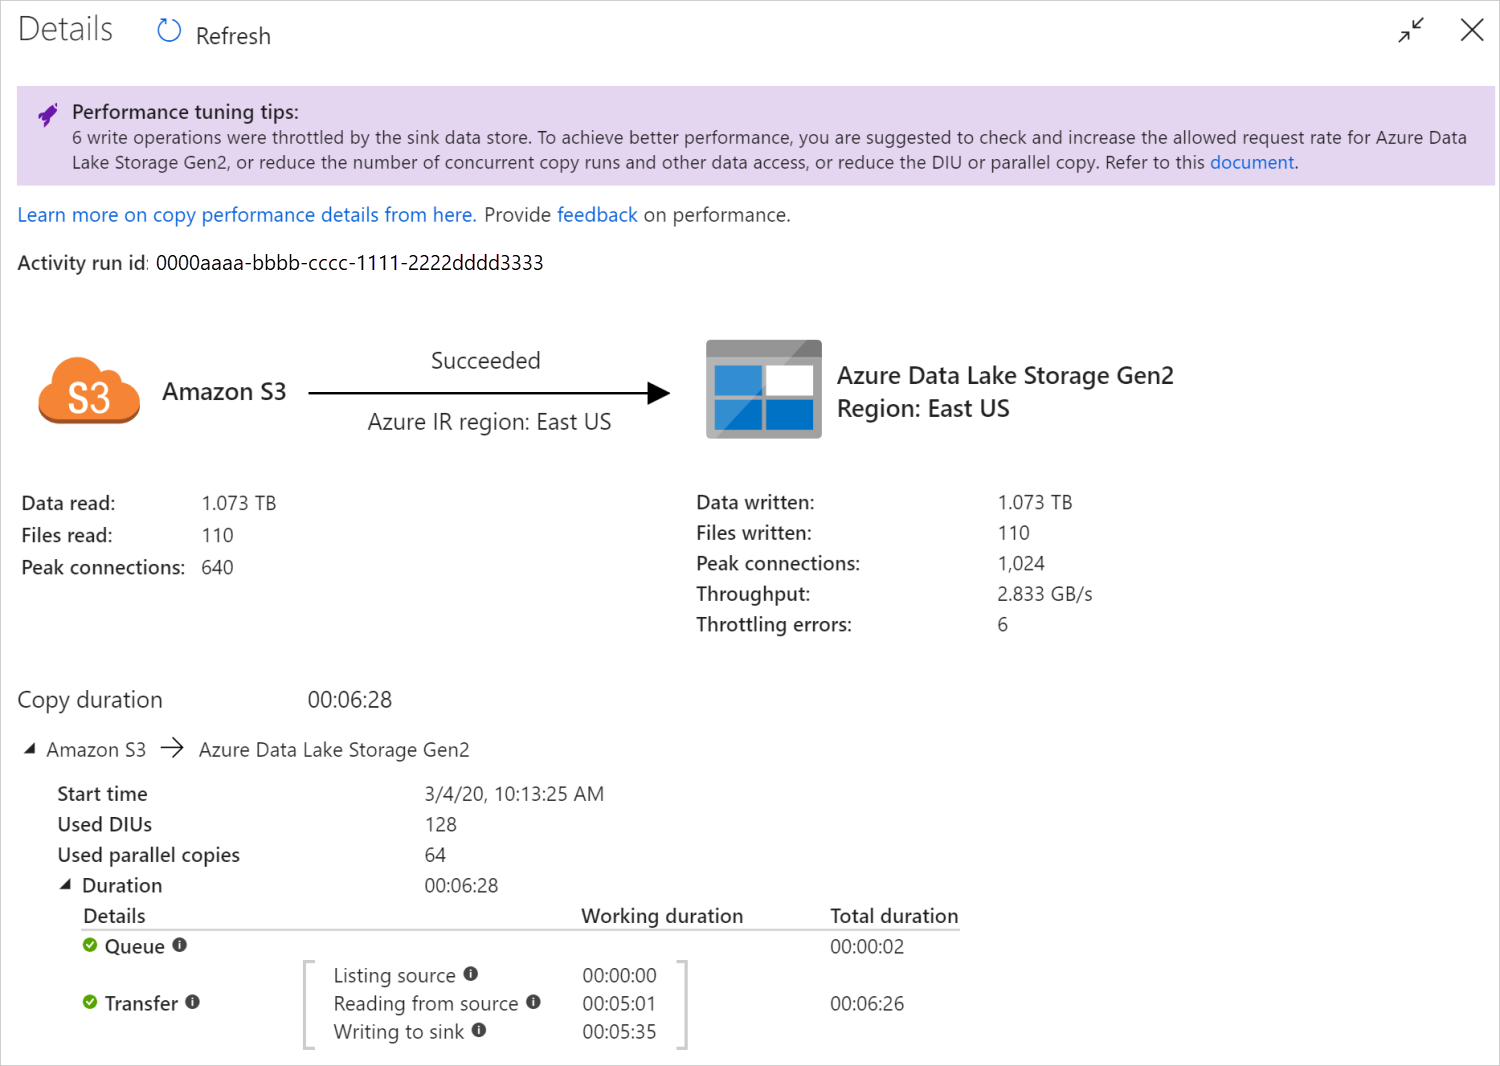 Details
Refresh
Performance tuning tips:
6 write operations were throttled by the sink data store. To achieve better performance, you are suggested to check and increase the allowed request rate for Azure Data
Lake Storage Gen2, or reduce the number of concurrent copy runs and other data access, or reduce the DIU or parallel copy. Refer to this document.
Learn more on copy performance details from here. Provide feedback on performance.
Activity run id: 0000aaaa-bbbb-cccc-1111-2222dddd3333
S3
Amazon S3
Succeeded
Azure IR region: East US
Azure Data Lake Storage Gen2
Region: East US
Data read: 1.073 TB
Files read: 110
Peak connections: 640
Data written: 1.073 TB
Files written: 110
Peak connections: 1,024
Throughput: 2.833 GB/s
Throttling errors: 6
Copy duration 00:06:28
Amazon S3 → Azure Data Lake Storage Gen2
Start time 3/4/20, 10:13:25 AM
Used DIUs 128
Used parallel copies 64
Duration 00:06:28
Details Working duration Total duration
Queue 00:00:02
Listing source 00:00:00
Transfer Reading from source 00:05:01 00:06:26
Writing to sink 00:05:35